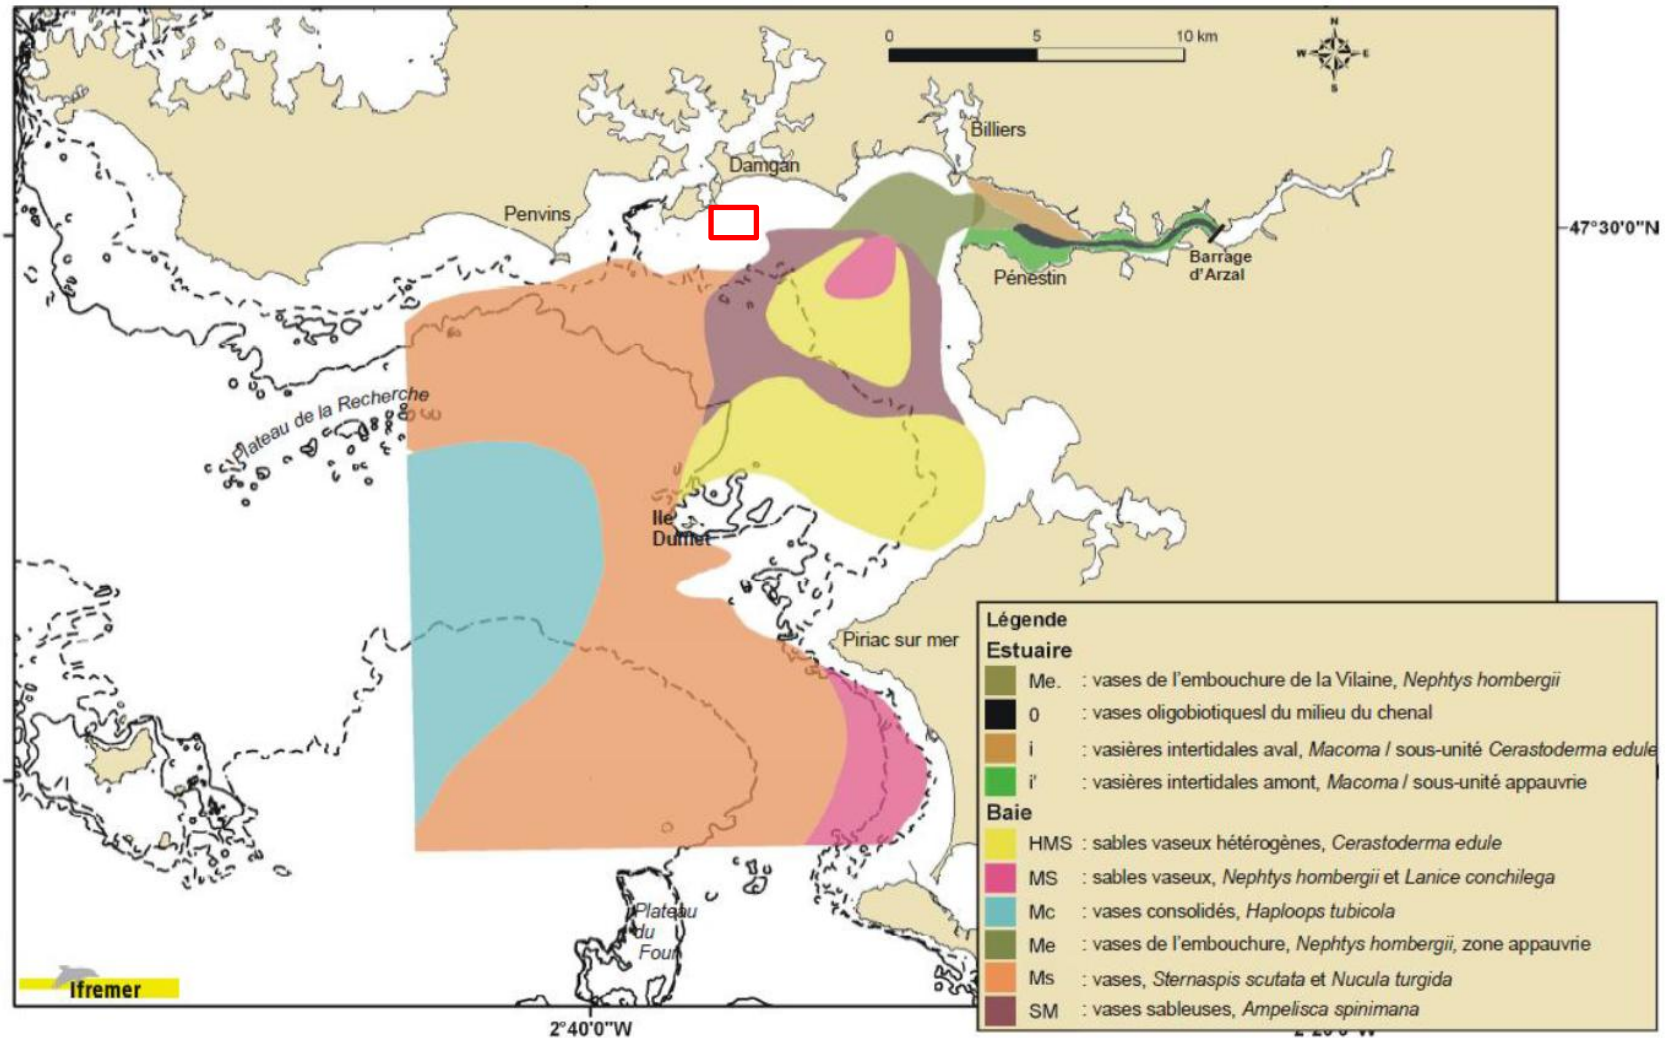 N
W E
S
0 5 10 km
Billiers
Damgan
Penvins
47°30'0"N
Barrage
d'Arzal
Pénestin
Plateau de la Recherche
Ile
Dumet
Piriac sur mer
Légende
Estuaire
Me. : vases de l'embouchure de la Vilaine, Nephtys hombergii
0 : vases oligobiotiquesl du milieu du chenal
i : vasières intertidales aval, Macoma / sous-unité Cerastoderma edule
i' : vasières intertidales amont, Macoma / sous-unité appauvrie
Baie
HMS : sables vaseux hétérogènes, Cerastoderma edule
MS : sables vaseux, Nephtys hombergii et Lanice conchilega
Mc : vases consolidés, Haploops tubicola
Me : vases de l'embouchure, Nephtys hombergii, zone appauvrie
Ms : vases, Sternaspis scutata et Nucula turgida
SM : vases sableuses, Ampelisca spinimana
Plateau
du
Four
Ifremer
2°40'0"W